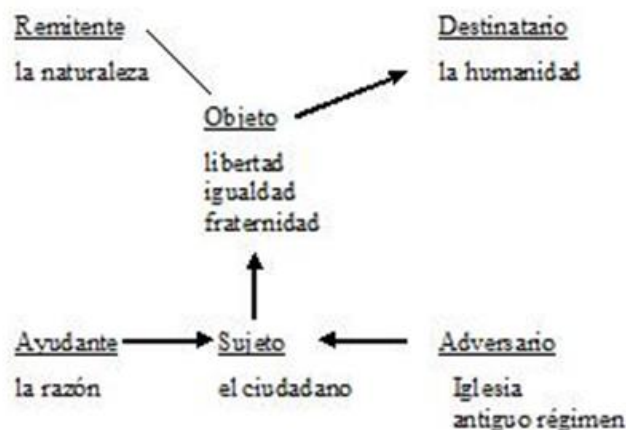 Remitente
la naturaleza
Destinatario
la humanidad
Objeto
libertad
igualdad
fraternidad
Ayudante
la razón
Sujeto
el ciudadano
Adversario
Iglesia
antiguo régimen